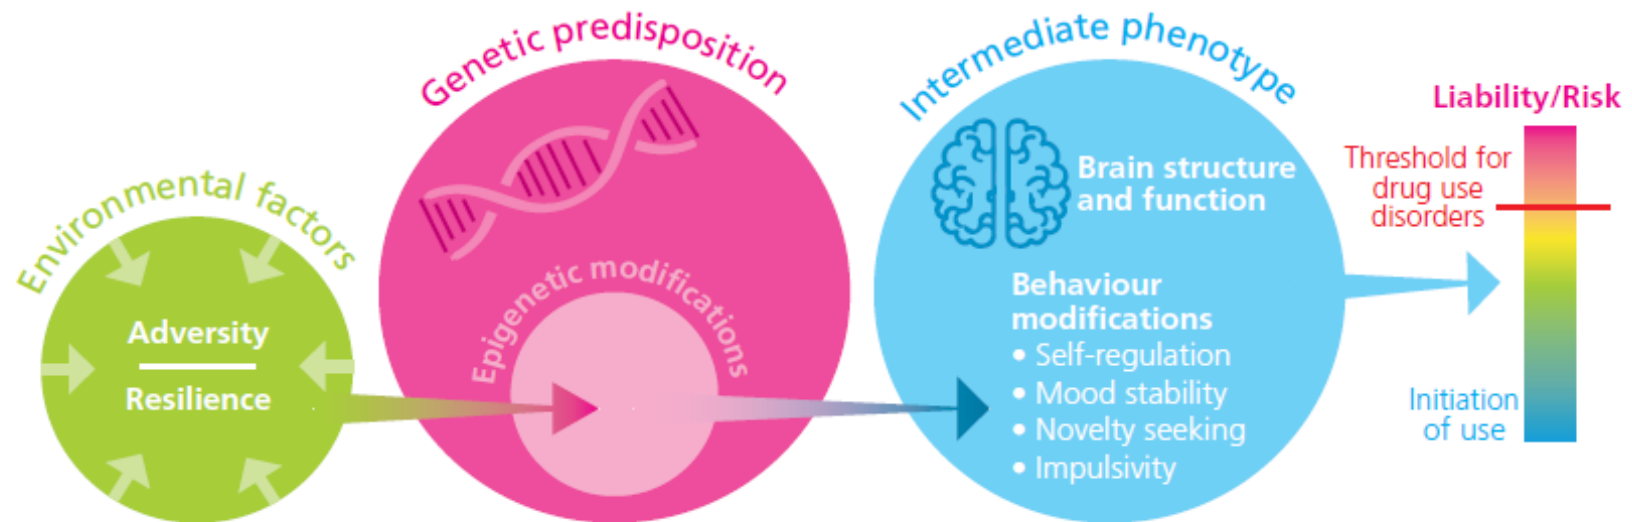 Environmental factors
Adversity
Resilience
Genetic predisposition
Epigenetic modifications
Intermediate phenotype
Brain structure
and function
Behaviour
modifications
• Self-regulation
• Mood stability
• Novelty seeking
• Impulsivity
Liability/Risk
Threshold for
drug use
disorders
Initiation
of use